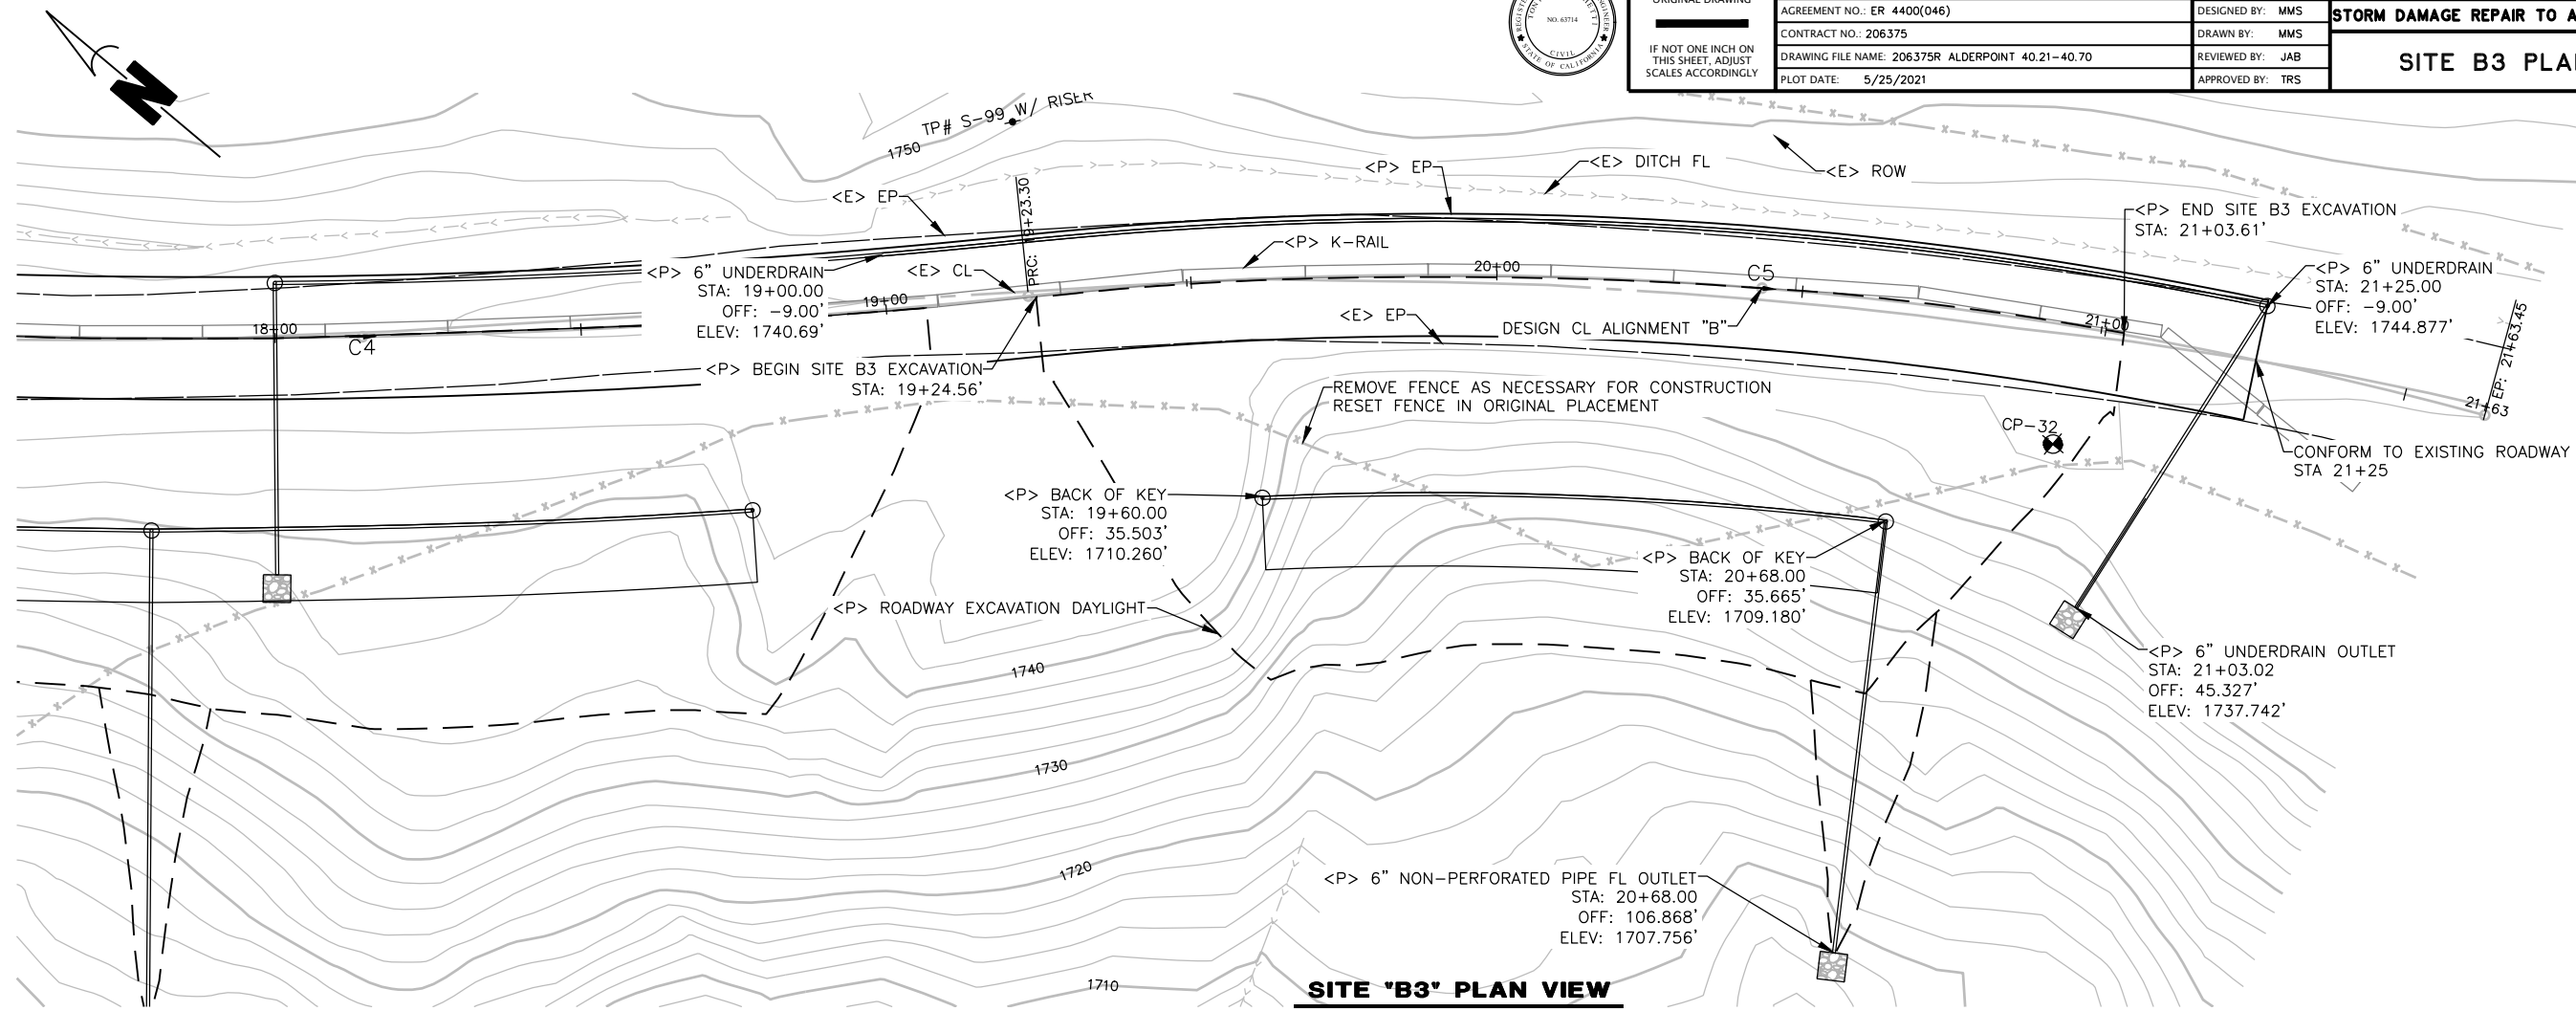 ORIGINAL DRAWING
IF NOT ONE INCH ON
THIS SHEET, ADJUST
SCALES ACCORDINGLY
NO. 63714
CIVIL
STATE OF CALIFORNIA
AGREEMENT NO.: ER 4400(046)
CONTRACT NO.: 206375
DRAWING FILE NAME: 206375R ALDERPOINT 40.21-40.70
PLOT DATE: 5/25/2021
DESIGNED BY: MMS
DRAWN BY: MMS
REVIEWED BY: JAB
APPROVED BY: TRS
STORM DAMAGE REPAIR TO
SITE B3
N
TP# S-99 W/ RISER
1750
<P> EP
<E> DITCH FL
<E> ROW
<E> EP
PRC: 19+23.30
<P> K-RAIL
<P> END SITE B3 EXCAVATION
STA: 21+03.61'
<P> 6" UNDERDRAIN
STA: 19+00.00
OFF: -9.00'
ELEV: 1740.69'
<E> CL
19+00
20+00
C5
<P> 6" UNDERDRAIN
STA: 21+25.00
OFF: -9.00'
ELEV: 1744.877'
18+00
C4
<E> EP
DESIGN CL ALIGNMENT "B"
21+00
EP: 21+63.45
21+63
<P> BEGIN SITE B3 EXCAVATION
STA: 19+24.56'
REMOVE FENCE AS NECESSARY FOR CONSTRUCTION
RESET FENCE IN ORIGINAL PLACEMENT
CP-32
CONFORM TO EXISTING ROADWAY
STA 21+25
<P> BACK OF KEY
STA: 19+60.00
OFF: 35.503'
ELEV: 1710.260'
<P> BACK OF KEY
STA: 20+68.00
OFF: 35.665'
ELEV: 1709.180'
<P> ROADWAY EXCAVATION DAYLIGHT
<P> 6" UNDERDRAIN OUTLET
STA: 21+03.02
OFF: 45.327'
ELEV: 1737.742'
1740
1730
1720
1710
<P> 6" NON-PERFORATED PIPE FL OUTLET
STA: 20+68.00
OFF: 106.868'
ELEV: 1707.756'
SITE "B3" PLAN VIEW